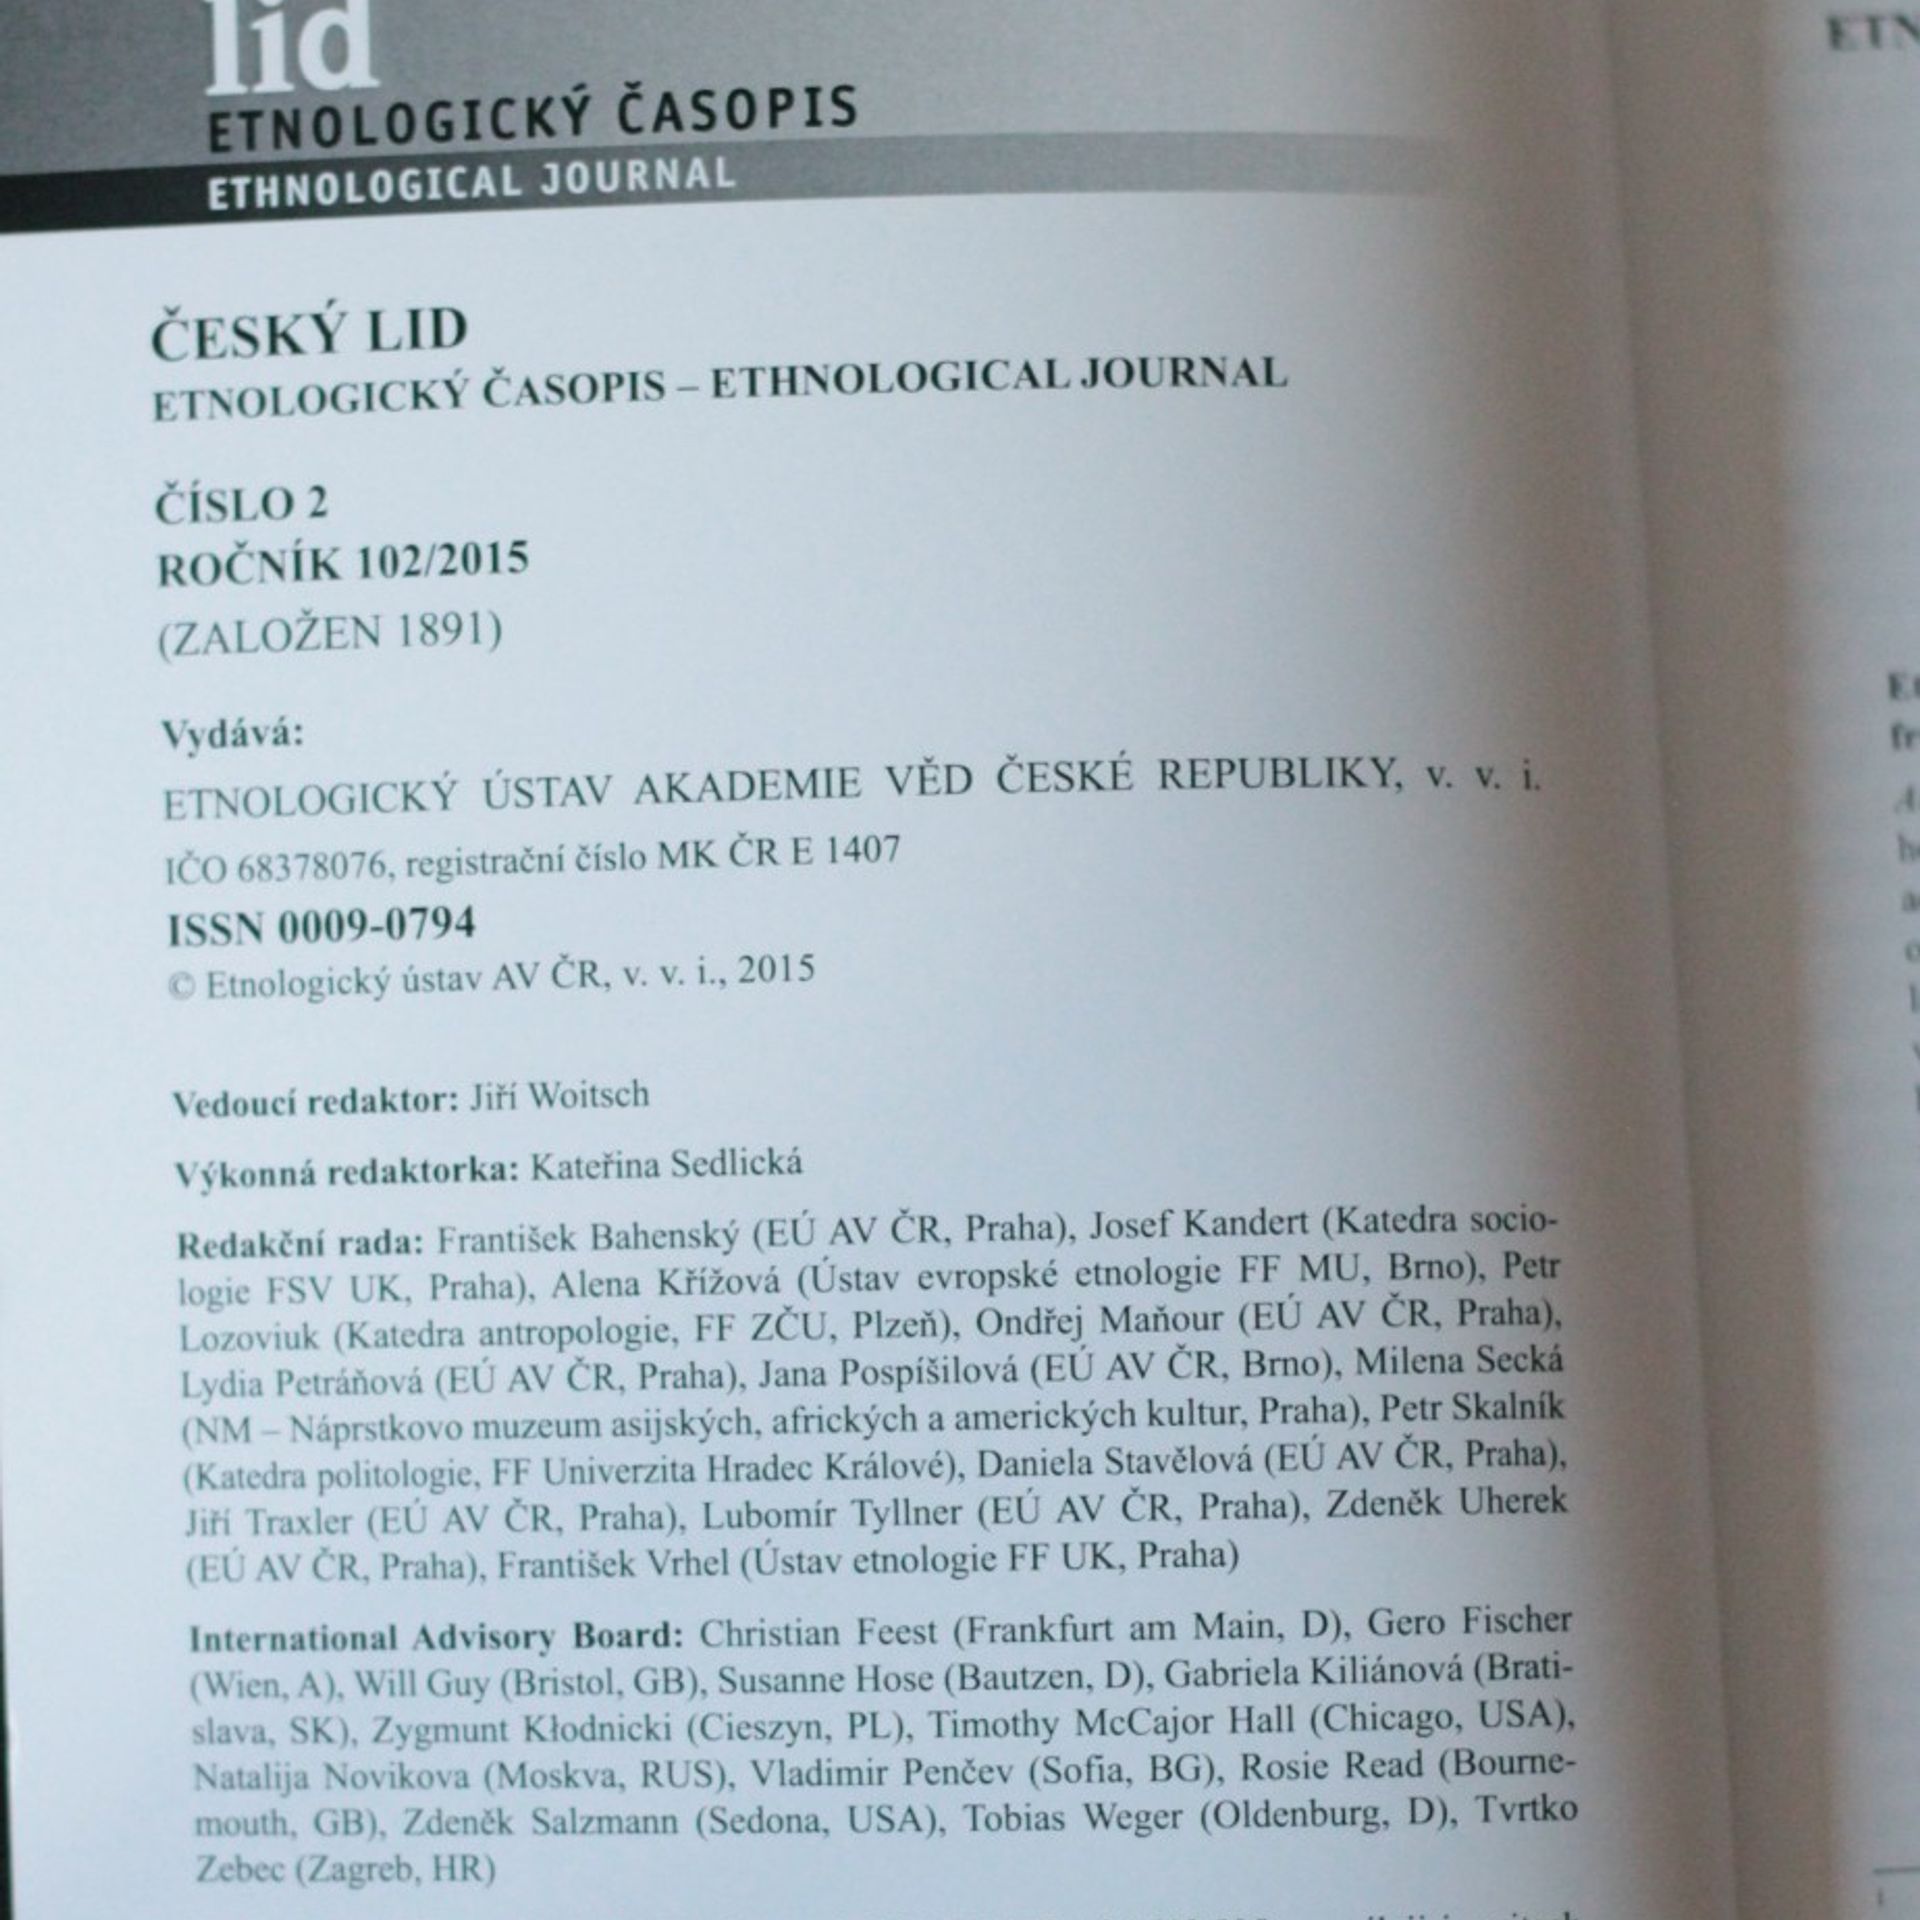 lid
ETNOLOGICKÝ ČASOPIS
ETHNOLOGICAL JOURNAL
ČESKÝ LID
ETNOLOGICKÝ ČASOPIS – ETHNOLOGICAL JOURNAL
ČÍSLO 2
ROČNÍK 102/2015
(ZALOŽEN 1891)
Vydává:
ETNOLOGICKÝ ÚSTAV AKADEMIE VĚD ČESKÉ REPUBLIKY, v. v. i.
IČO 68378076, registrační číslo MK ČR E 1407
ISSN 0009-0794
© Etnologický ústav AV ČR, v. v. i., 2015
Vedoucí redaktor: Jiří Woitsch
Výkonná redaktorka: Kateřina Sedlická
Redakční rada: František Bahenský (EÚ AV ČR, Praha), Josef Kandert (Katedra socio-
logie FSV UK, Praha), Alena Křížová (Ústav evropské etnologie FF MU, Brno), Petr
Lozoviuk (Katedra antropologie, FF ZČU, Plzeň), Ondřej Maňour (EÚ AV ČR, Praha),
Lydia Petráňová (EÚ AV ČR, Praha), Jana Pospíšilová (EÚ AV ČR, Brno), Milena Secká
(NM – Náprstkovo muzeum asijských, afrických a amerických kultur, Praha), Petr Skalník
(Katedra politologie, FF Univerzita Hradec Králové), Daniela Stavělová (EÚ AV ČR, Praha),
Jiří Traxler (EÚ AV ČR, Praha), Lubomír Tyllner (EÚ AV ČR, Praha), Zdeněk Uherek
(EÚ AV ČR, Praha), František Vrhel (Ústav etnologie FF UK, Praha)
International Advisory Board: Christian Feest (Frankfurt am Main, D), Gero Fischer
(Wien, A), Will Guy (Bristol, GB), Susanne Hose (Bautzen, D), Gabriela Kiliánová (Brati-
slava, SK), Zygmunt Kłodnicki (Cieszyn, PL), Timothy McCajor Hall (Chicago, USA),
Natalija Novikova (Moskva, RUS), Vladimir Penčev (Sofia, BG), Rosie Read (Bourne-
mouth, GB), Zdeněk Salzmann (Sedona, USA), Tobias Weger (Oldenburg, D), Tvrtko
Zebec (Zagreb, HR)